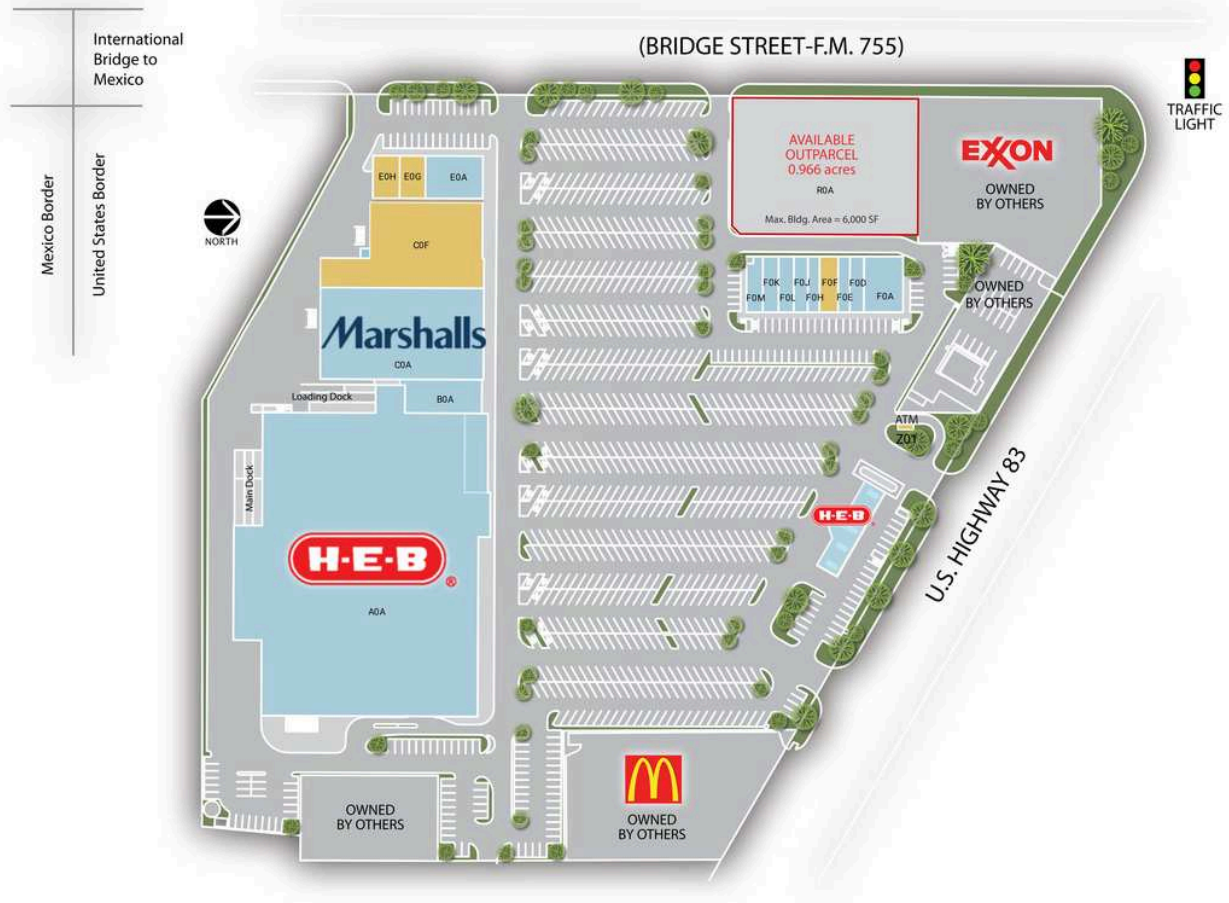 International
Bridge to
Mexico
(BRIDGE STREET-F.M. 755)
TRAFFIC
LIGHT
Mexico Border
United States Border
NORTH
AVAILABLE
OUTPARCEL
0.966 acres
R0A
Max. Bldg. Area = 6,000 SF
EXXON
OWNED
BY OTHERS
E0H
E0G
E0A
C0F
OWNED
BY OTHERS
F0M
F0K
F0L
F0J
F0H
F0F
F0E
F0D
F0A
Marshalls
C0A
Loading Dock
B0A
ATM
Z01
Main Dock
H-E-B
®
A0A
H-E-B
U.S. HIGHWAY 83
OWNED
BY OTHERS
OWNED
BY OTHERS